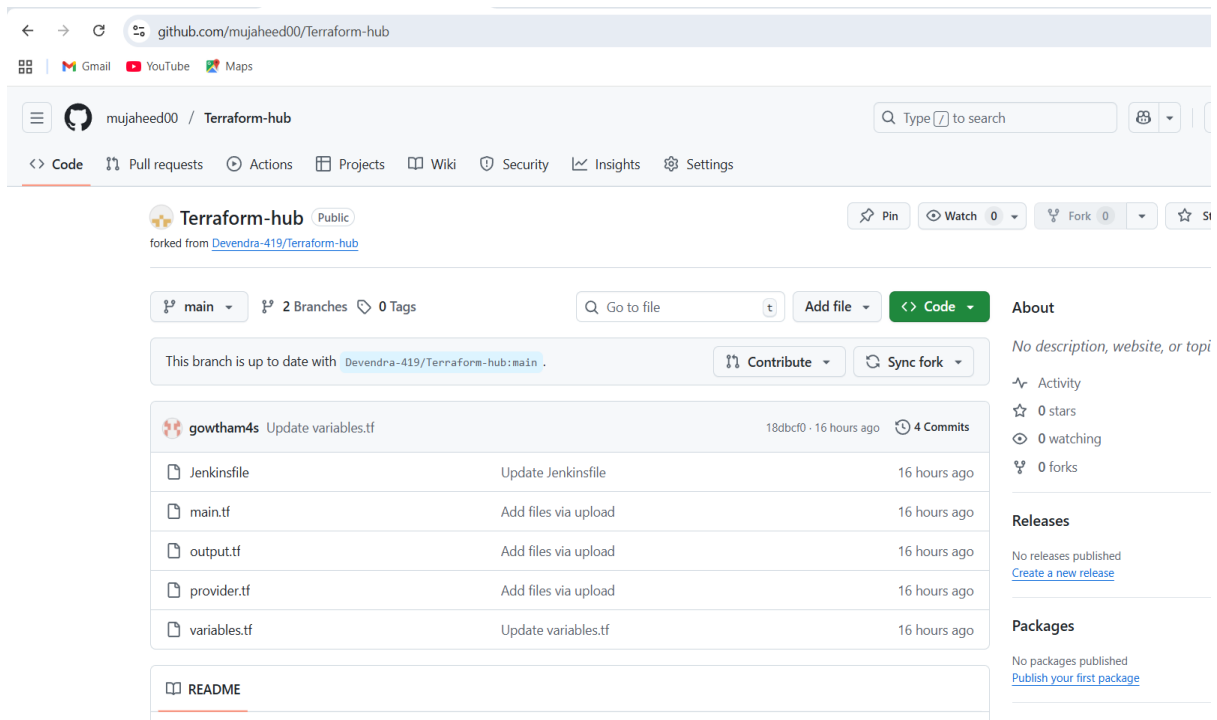 github.com/mujaheed00/Terraform-hub
Gmail YouTube Maps
mujaheed00 / Terraform-hub Type / to search
Code Pull requests Actions Projects Wiki Security Insights Settings
Terraform-hub Public Pin Watch 0 Fork 0
forked from Devendra-419/Terraform-hub
main 2 Branches 0 Tags Go to file t Add file Code About
No description, website, or
This branch is up to date with Devendra-419/Terraform-hub:main . Contribute Sync fork
Activity
0 stars
gowtham4s Update variables.tf 18dbcf0 · 16 hours ago 4 Commits
0 watching
0 forks
Jenkinsfile Update Jenkinsfile 16 hours ago
main.tf Add files via upload 16 hours ago
Releases
output.tf Add files via upload 16 hours ago
No releases published
Create a new release
provider.tf Add files via upload 16 hours ago
Packages
variables.tf Update variables.tf 16 hours ago
No packages published
Publish your first package
README